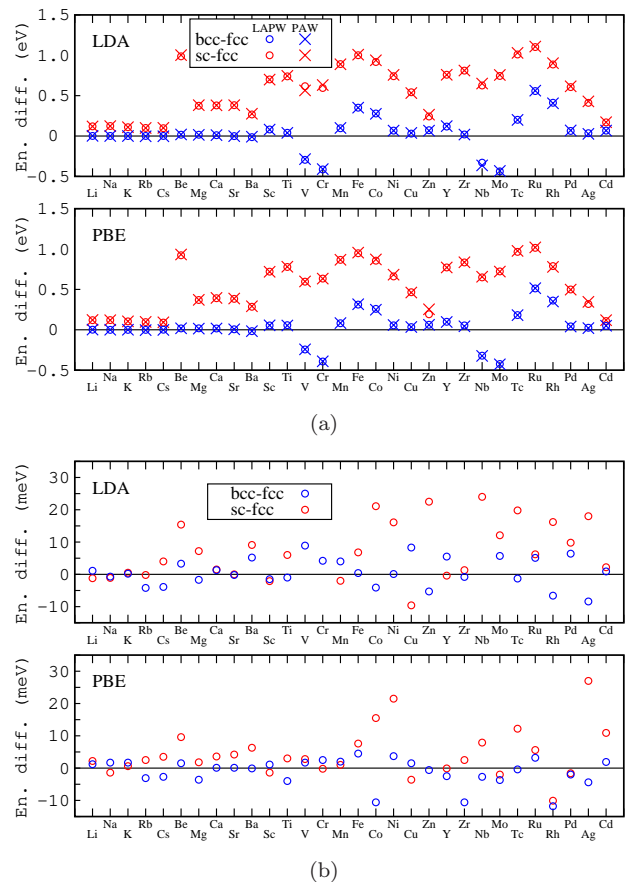 1.5
LDA
LAPW PAW
bcc-fcc
sc-fcc
1.0
0.5
0
−0.5
En. diff. (eV)
Li Na K Rb Cs Be Mg Ca Sr Ba Sc Ti V Cr Mn Fe Co Ni Cu Zn Y Zr Nb Mo Tc Ru Rh Pd Ag Cd
1.5
PBE
1.0
0.5
0
−0.5
En. diff. (eV)
Li Na K Rb Cs Be Mg Ca Sr Ba Sc Ti V Cr Mn Fe Co Ni Cu Zn Y Zr Nb Mo Tc Ru Rh Pd Ag Cd
(a)
30
LDA
bcc-fcc
sc-fcc
20
10
0
−10
En. diff. (meV)
Li Na K Rb Cs Be Mg Ca Sr Ba Sc Ti V Cr Mn Fe Co Ni Cu Zn Y Zr Nb Mo Tc Ru Rh Pd Ag Cd
30
PBE
20
10
0
−10
En. diff. (meV)
Li Na K Rb Cs Be Mg Ca Sr Ba Sc Ti V Cr Mn Fe Co Ni Cu Zn Y Zr Nb Mo Tc Ru Rh Pd Ag Cd
(b)